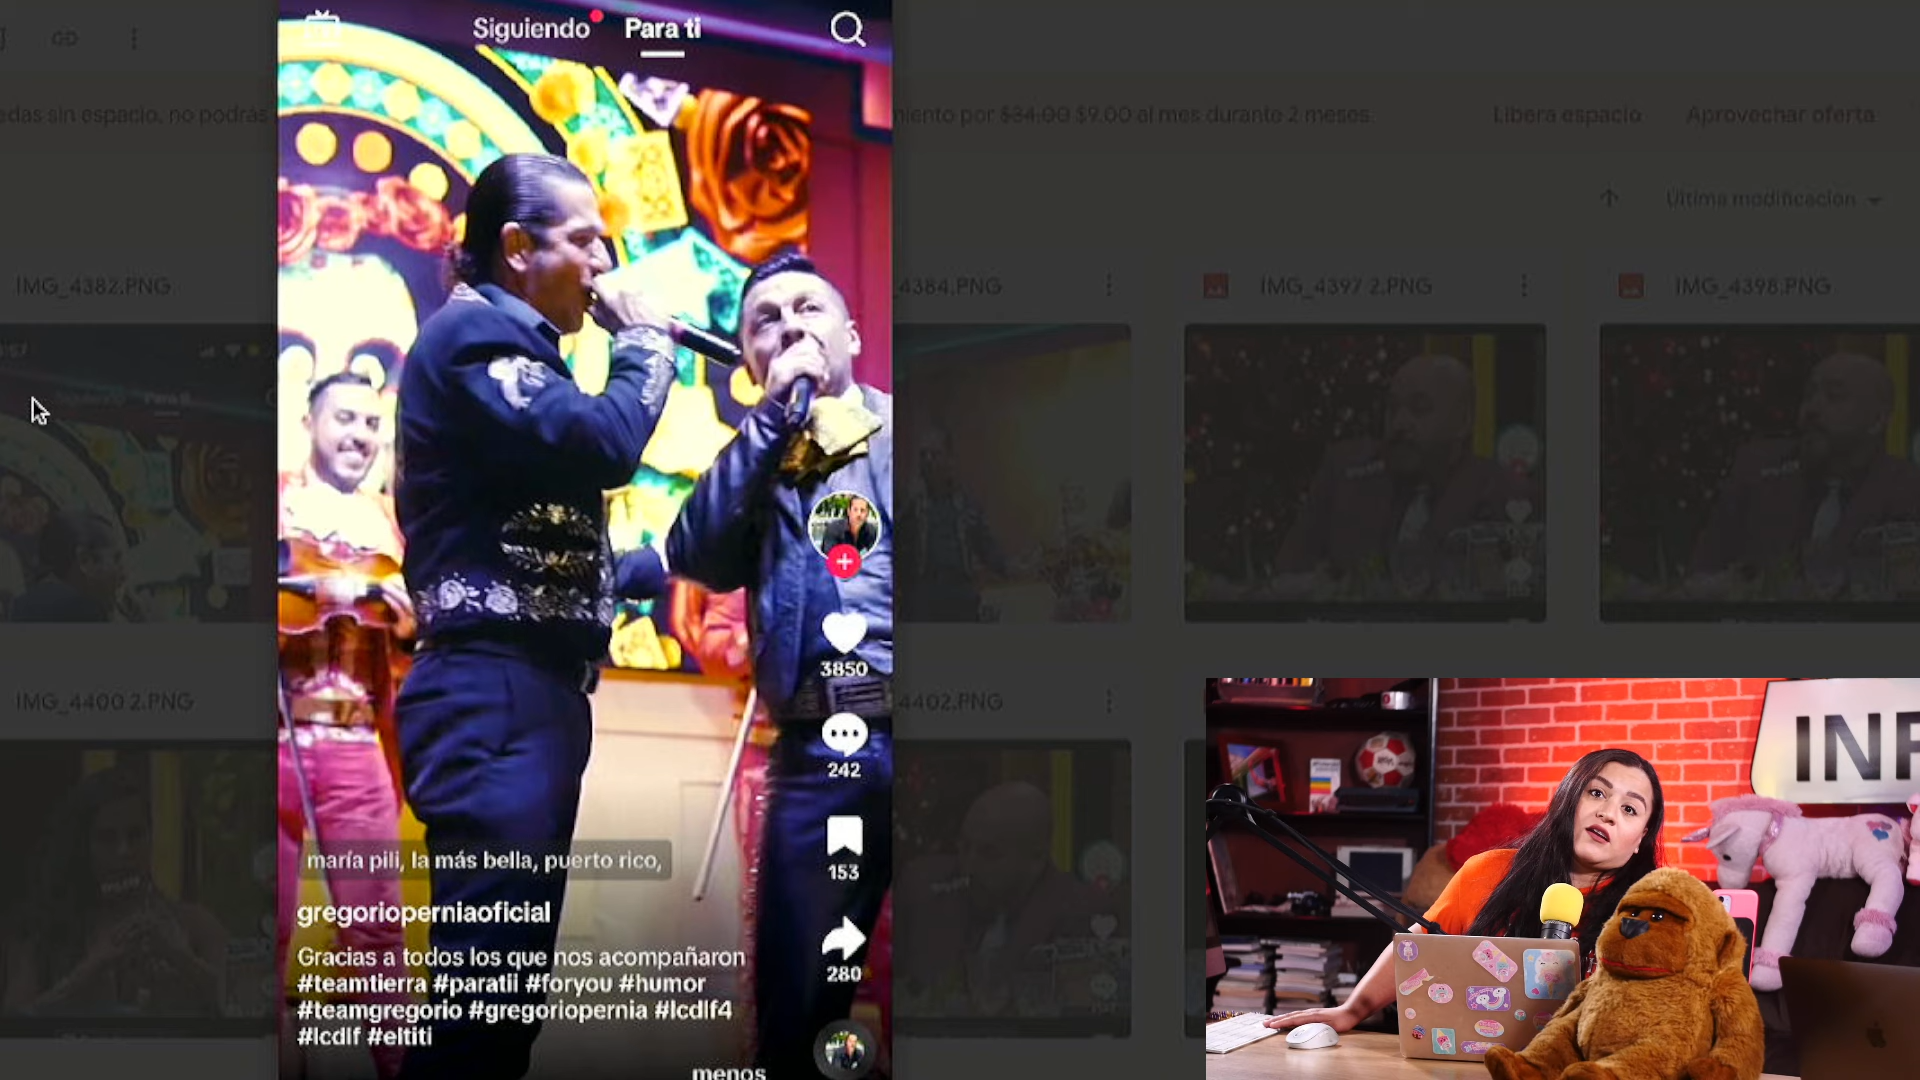 Siguiendo Para ti
edas sin espacio, no podrás
miento por $34.00 $9.00 al mes durante 2 meses.
Libera espacio Aprovechar oferta
Última modificación
IMG_4382.PNG
4384.PNG
IMG_4397 2.PNG
IMG_4398.PNG
IMG_4400 2.PNG
4402.PNG
3850
242
153
280
maría pili, la más bella, puerto rico,
gregorioperniaoficial
Gracias a todos los que nos acompañaron
#teamtierra #paratii #foryou #humor
#teamgregorio #gregoriopernia #lcdlf4
#lcdlf #eltiti
menos
INF